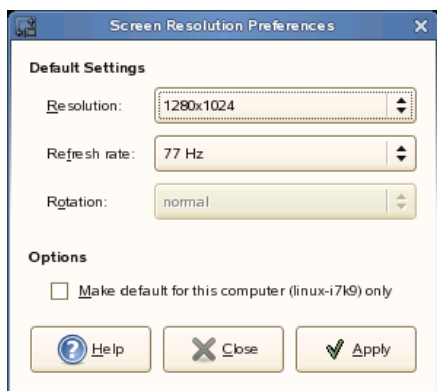 Screen Resolution Preferences
Default Settings
Resolution: 1280x1024
Refresh rate: 77 Hz
Rotation: normal
Options
Make default for this computer (linux-i7k9) only
Help Close Apply